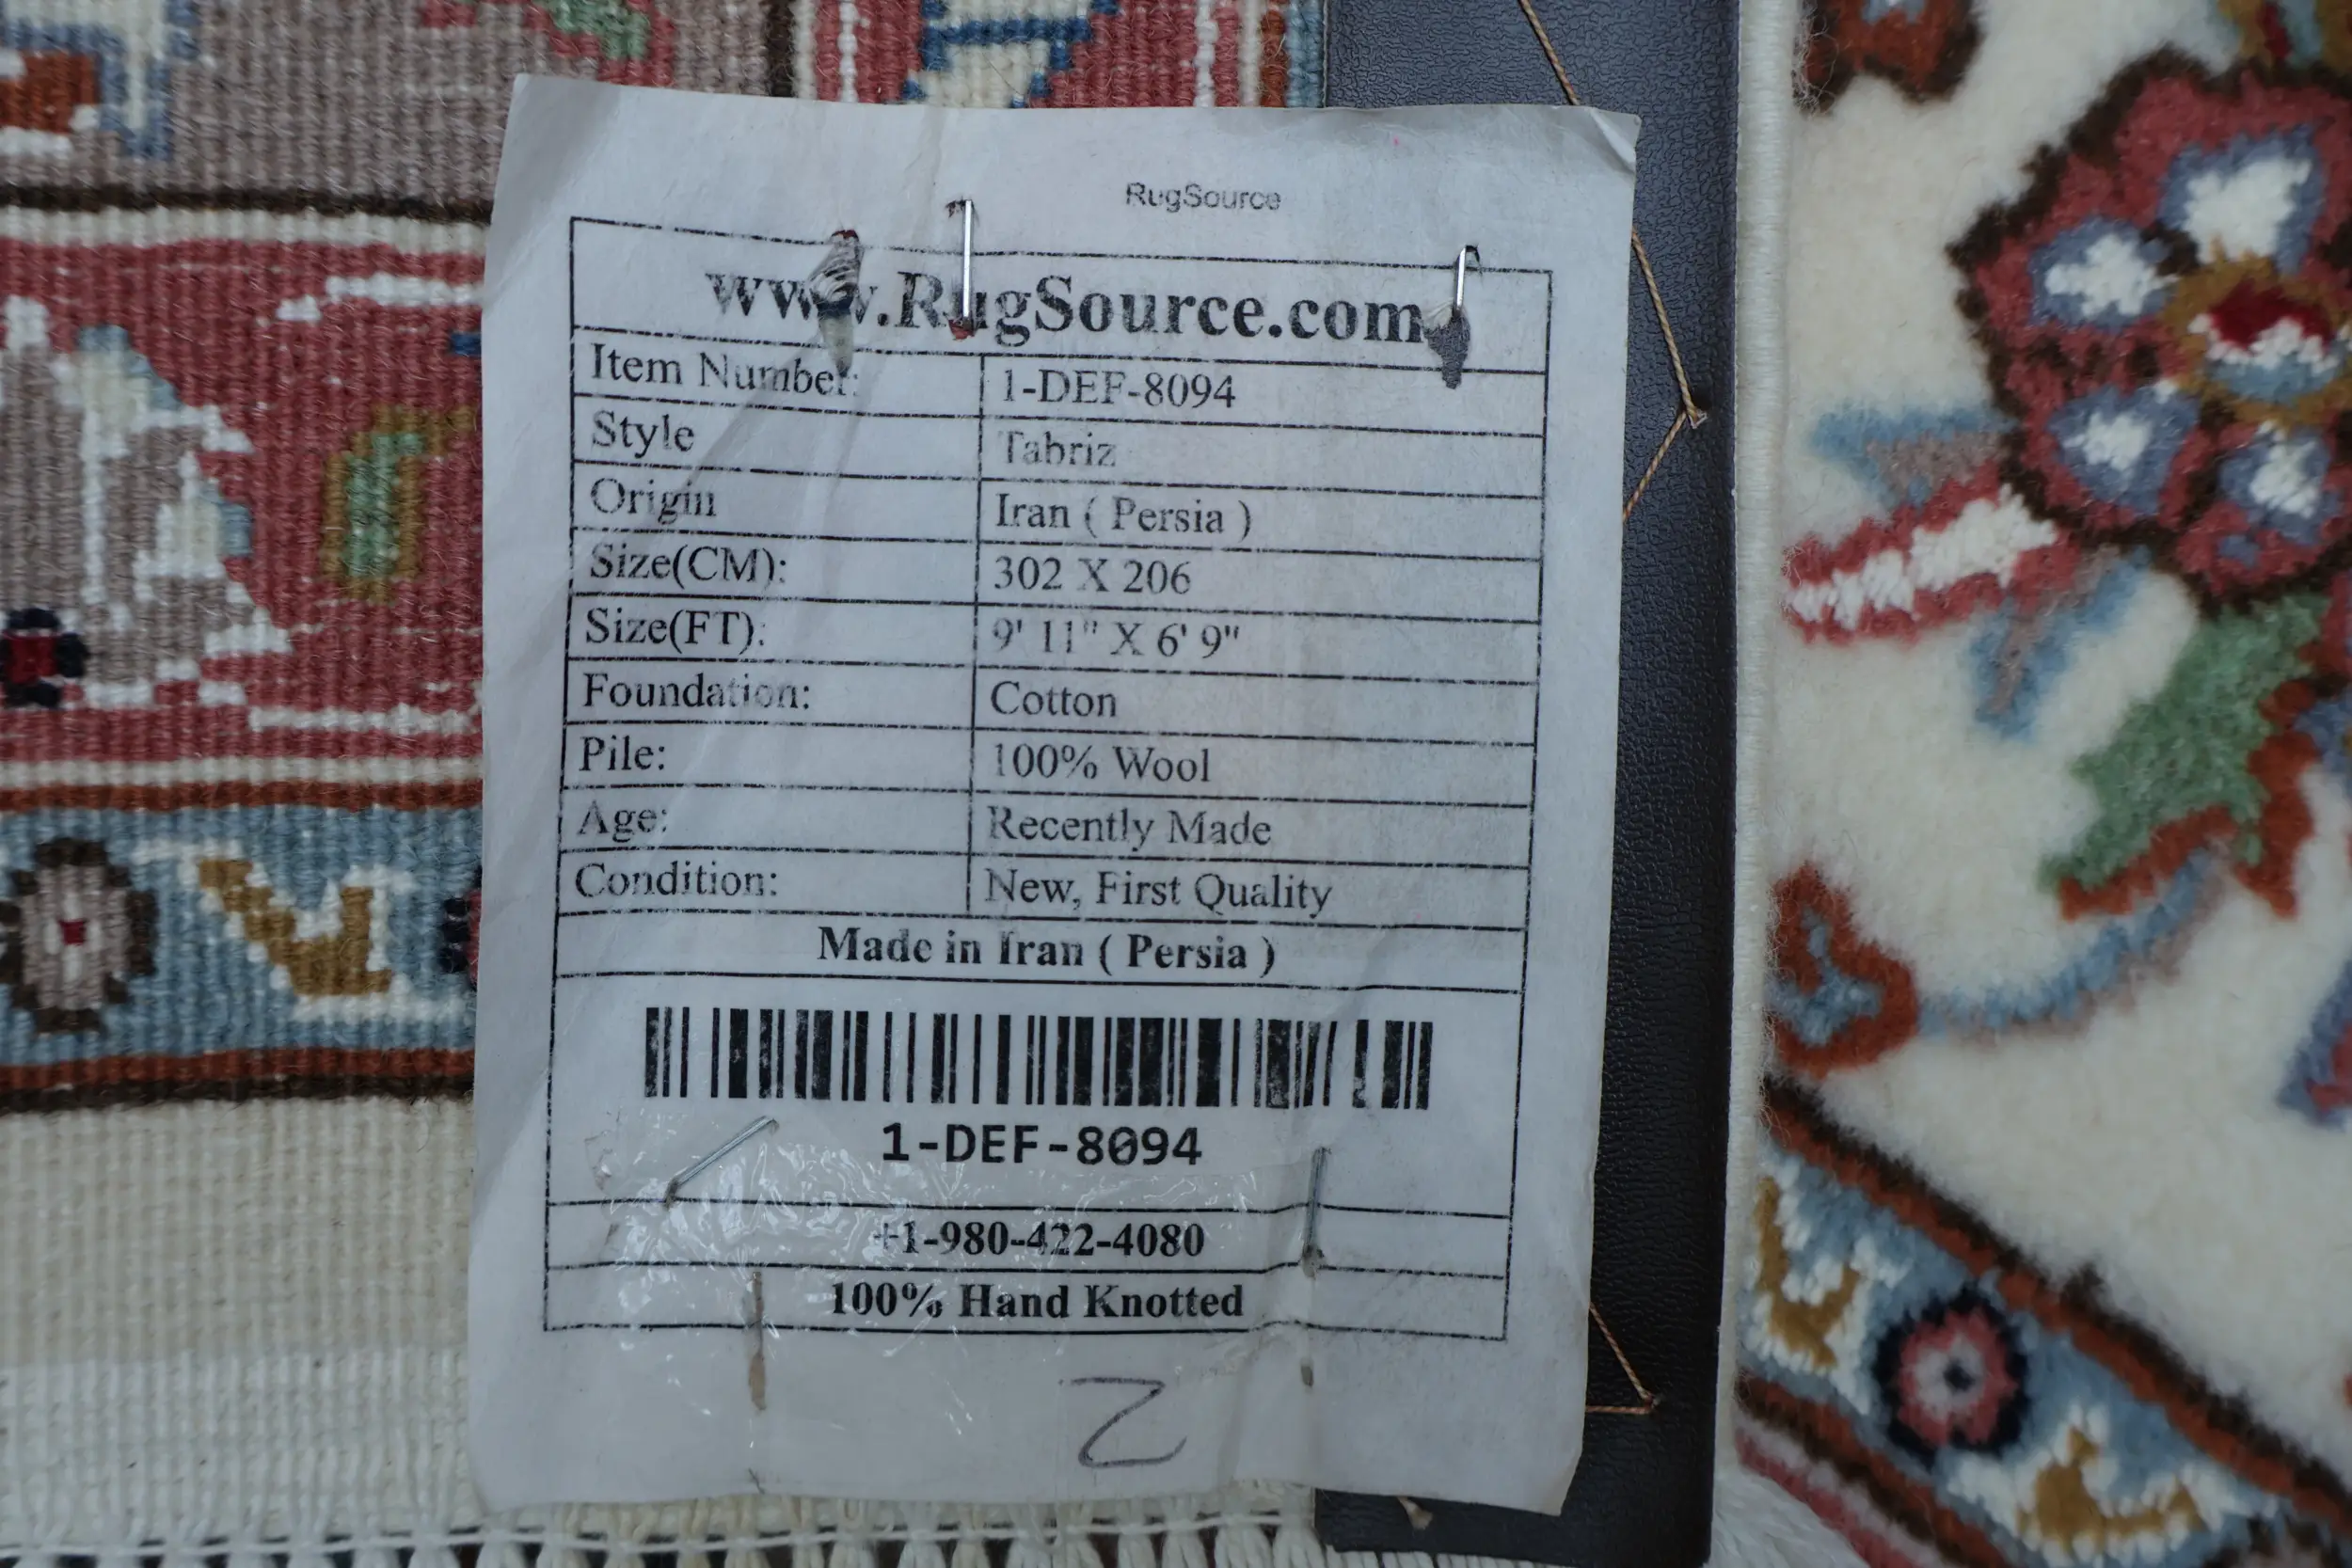 RugSource
www.RugSource.com
Item Number: 1-DEF-8094
Style Tabriz
Origin Iran ( Persia )
Size(CM): 302 X 206
Size(FT): 9' 11" X 6' 9"
Foundation: Cotton
Pile: 100% Wool
Age: Recently Made
Condition: New, First Quality
Made in Iran ( Persia )
1-DEF-8094
+1-980-422-4080
100% Hand Knotted
2